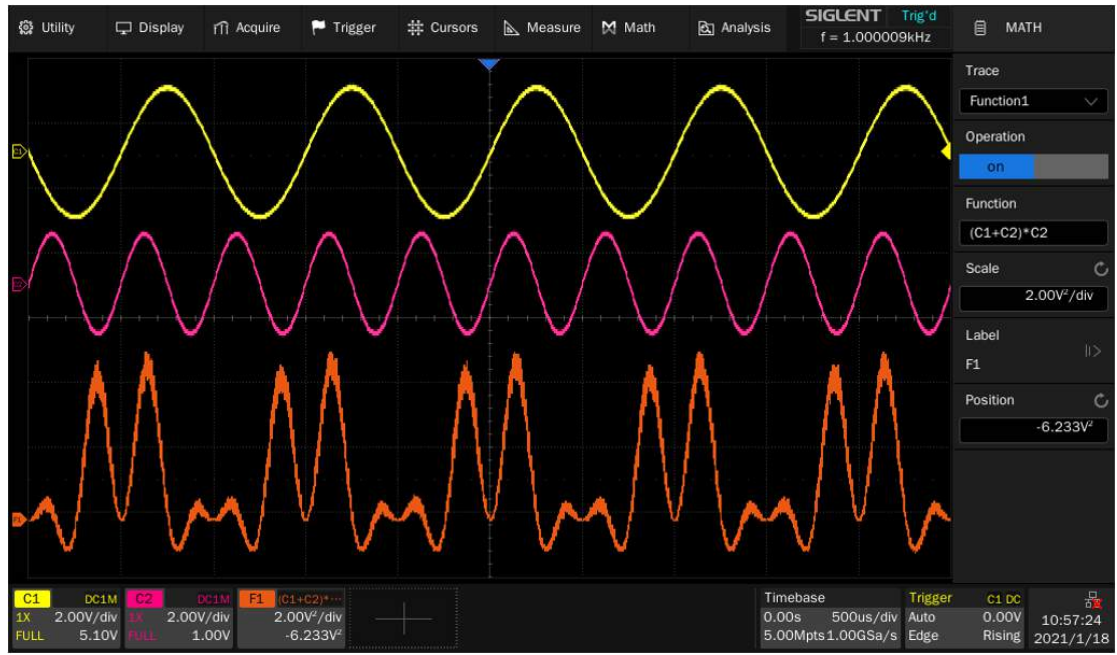 Utility Display Acquire Trigger Cursors Measure Math Analysis
SIGLENT Trig'd
f = 1.000009kHz
MATH
Trace
Function1
Operation
on
Function
(C1+C2)*C2
Scale
2.00V²/div
Label
F1
Position
-6.233V²
C1
C2
F1
C1 DC1M
1X 2.00V/div
FULL 5.10V
C2 DC1M
1X 2.00V/div
FULL 1.00V
F1 (C1+C2)*···
2.00V²/div
-6.233V²
Timebase
0.00s 500us/div
5.00Mpts 1.00GSa/s
Trigger C1 DC
Auto 0.00V
Edge Rising
10:57:24
2021/1/18